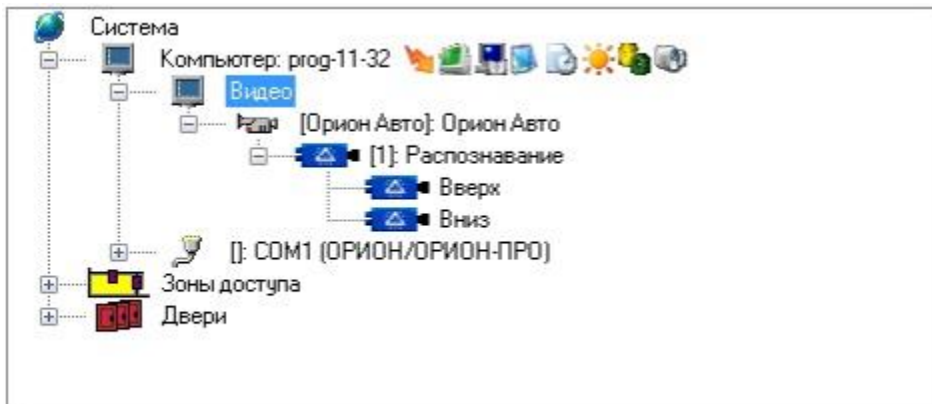 Система
Компьютер: prog-11-32
Видео
[Орион Авто]: Орион Авто
[1]: Распознавание
Вверх
Вниз
[]: COM1 (ОРИОН/ОРИОН-ПРО)
Зоны доступа
Двери